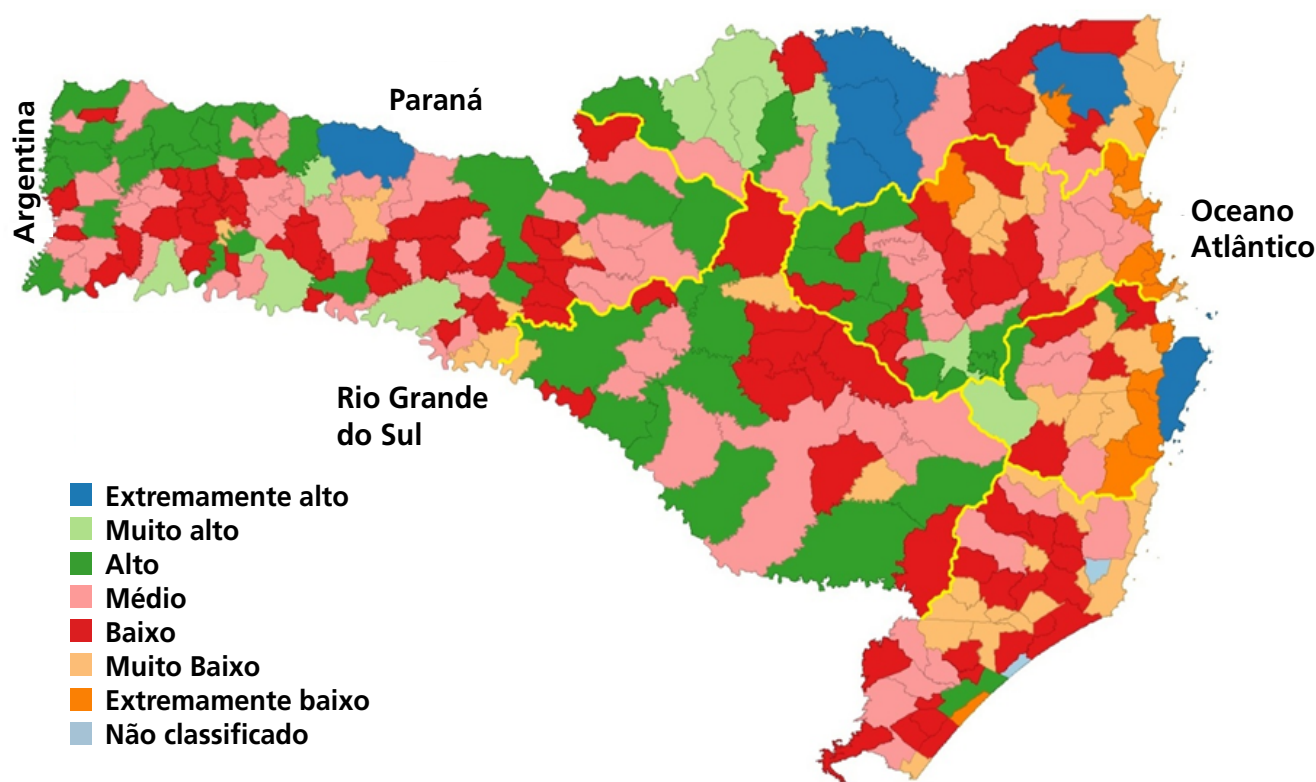 Paraná
Argentina
Oceano
Atlântico
Rio Grande
do Sul
Extremamente alto
Muito alto
Alto
Médio
Baixo
Muito Baixo
Extremamente baixo
Não classificado